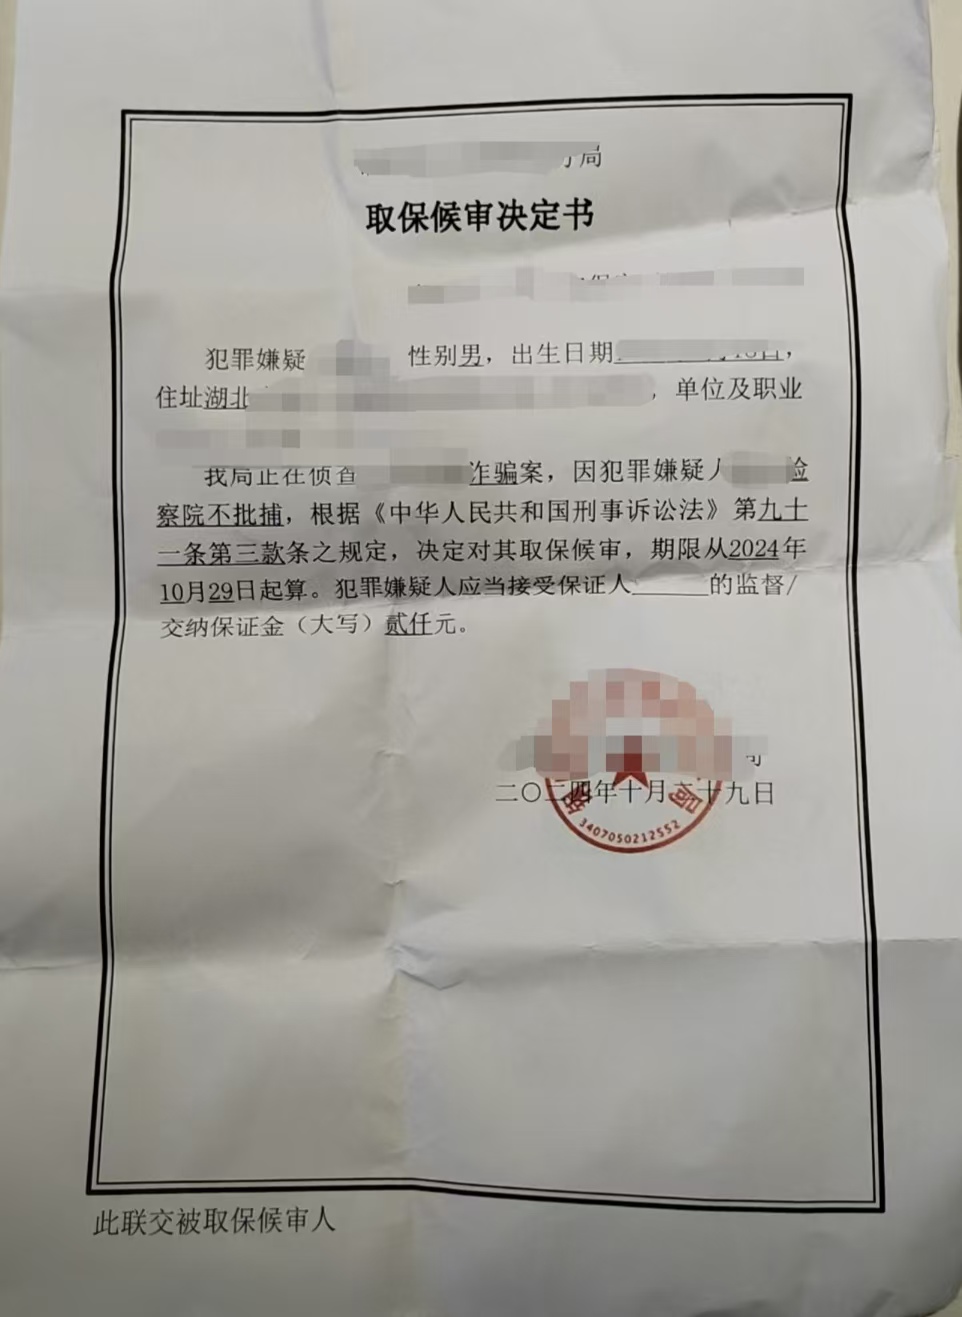 局
取保候审决定书
犯罪嫌疑 性别男，出生日期 日，
住址湖北 ，单位及职业
我局正在侦查 诈骗案，因犯罪嫌疑人 检
察院不批捕，根据《中华人民共和国刑事诉讼法》第九十
一条第三款条之规定，决定对其取保候审，期限从2024年
10月29日起算。犯罪嫌疑人应当接受保证人______的监督/
交纳保证金（大写）贰仟元。
二〇二四年十月二十九日
局
3407050212552
此联交被取保候审人